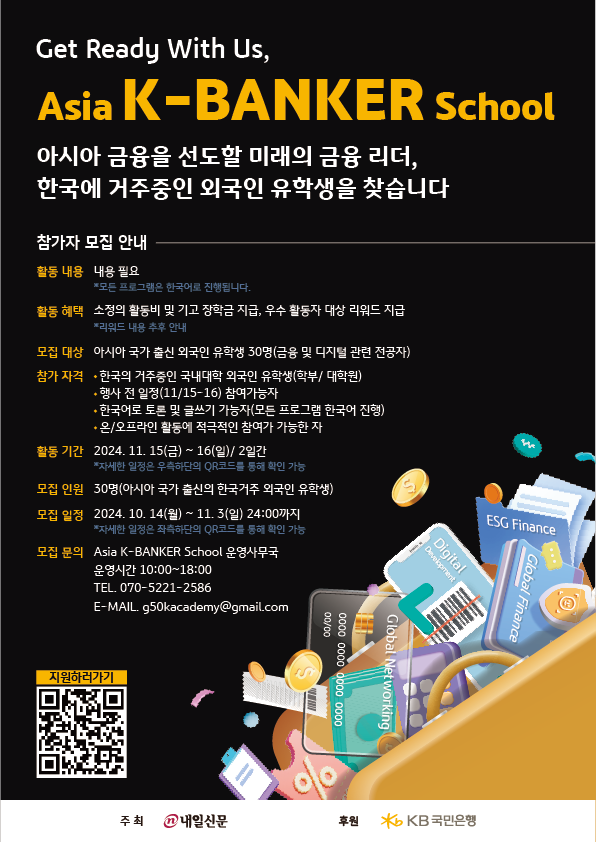 Get Ready With Us,
Asia K-BANKER School
아시아 금융을 선도할 미래의 금융 리더,
한국에 거주중인 외국인 유학생을 찾습니다
참가자 모집 안내
활동 내용 내용 필요
*모든 프로그램은 한국어로 진행됩니다.
활동 혜택 소정의 활동비 및 기고 장학금 지급, 우수 활동자 대상 리워드 지급
*리워드 내용 추후 안내
모집 대상 아시아 국가 출신 외국인 유학생 30명(금융 및 디지털 관련 전공자)
참가 자격 • 한국의 거주중인 국내대학 외국인 유학생(학부/ 대학원)
• 행사 전 일정(11/15-16) 참여가능자
• 한국어로 토론 및 글쓰기 가능자(모든 프로그램 한국어 진행)
• 온/오프라인 활동에 적극적인 참여가 가능한 자
활동 기간 2024. 11. 15(금) ~ 16(일)/ 2일간
*자세한 일정은 우측하단의 QR코드를 통해 확인 가능
모집 인원 30명(아시아 국가 출신의 한국거주 외국인 유학생)
모집 일정 2024. 10. 14(월) ~ 11. 3(일) 24:00까지
*자세한 일정은 좌측하단의 QR코드를 통해 확인 가능
모집 문의 Asia K-BANKER School 운영사무국
운영시간 10:00~18:00
TEL. 070-5221-2586
E-MAIL. g50kacademy@gmail.com
ESG Finance
Digital
Development
Global Finance
Global Networking
0000 0000 0000 0000
00/00
지원하러가기
주 최 내일신문
후원 KB국민은행